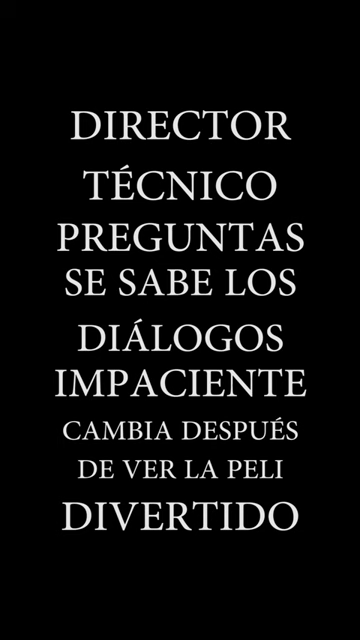 DIRECTOR
TÉCNICO
PREGUNTAS
SE SABE LOS
DIÁLOGOS
IMPACIENTE
CAMBIA DESPUÉS
DE VER LA PELI
DIVERTIDO